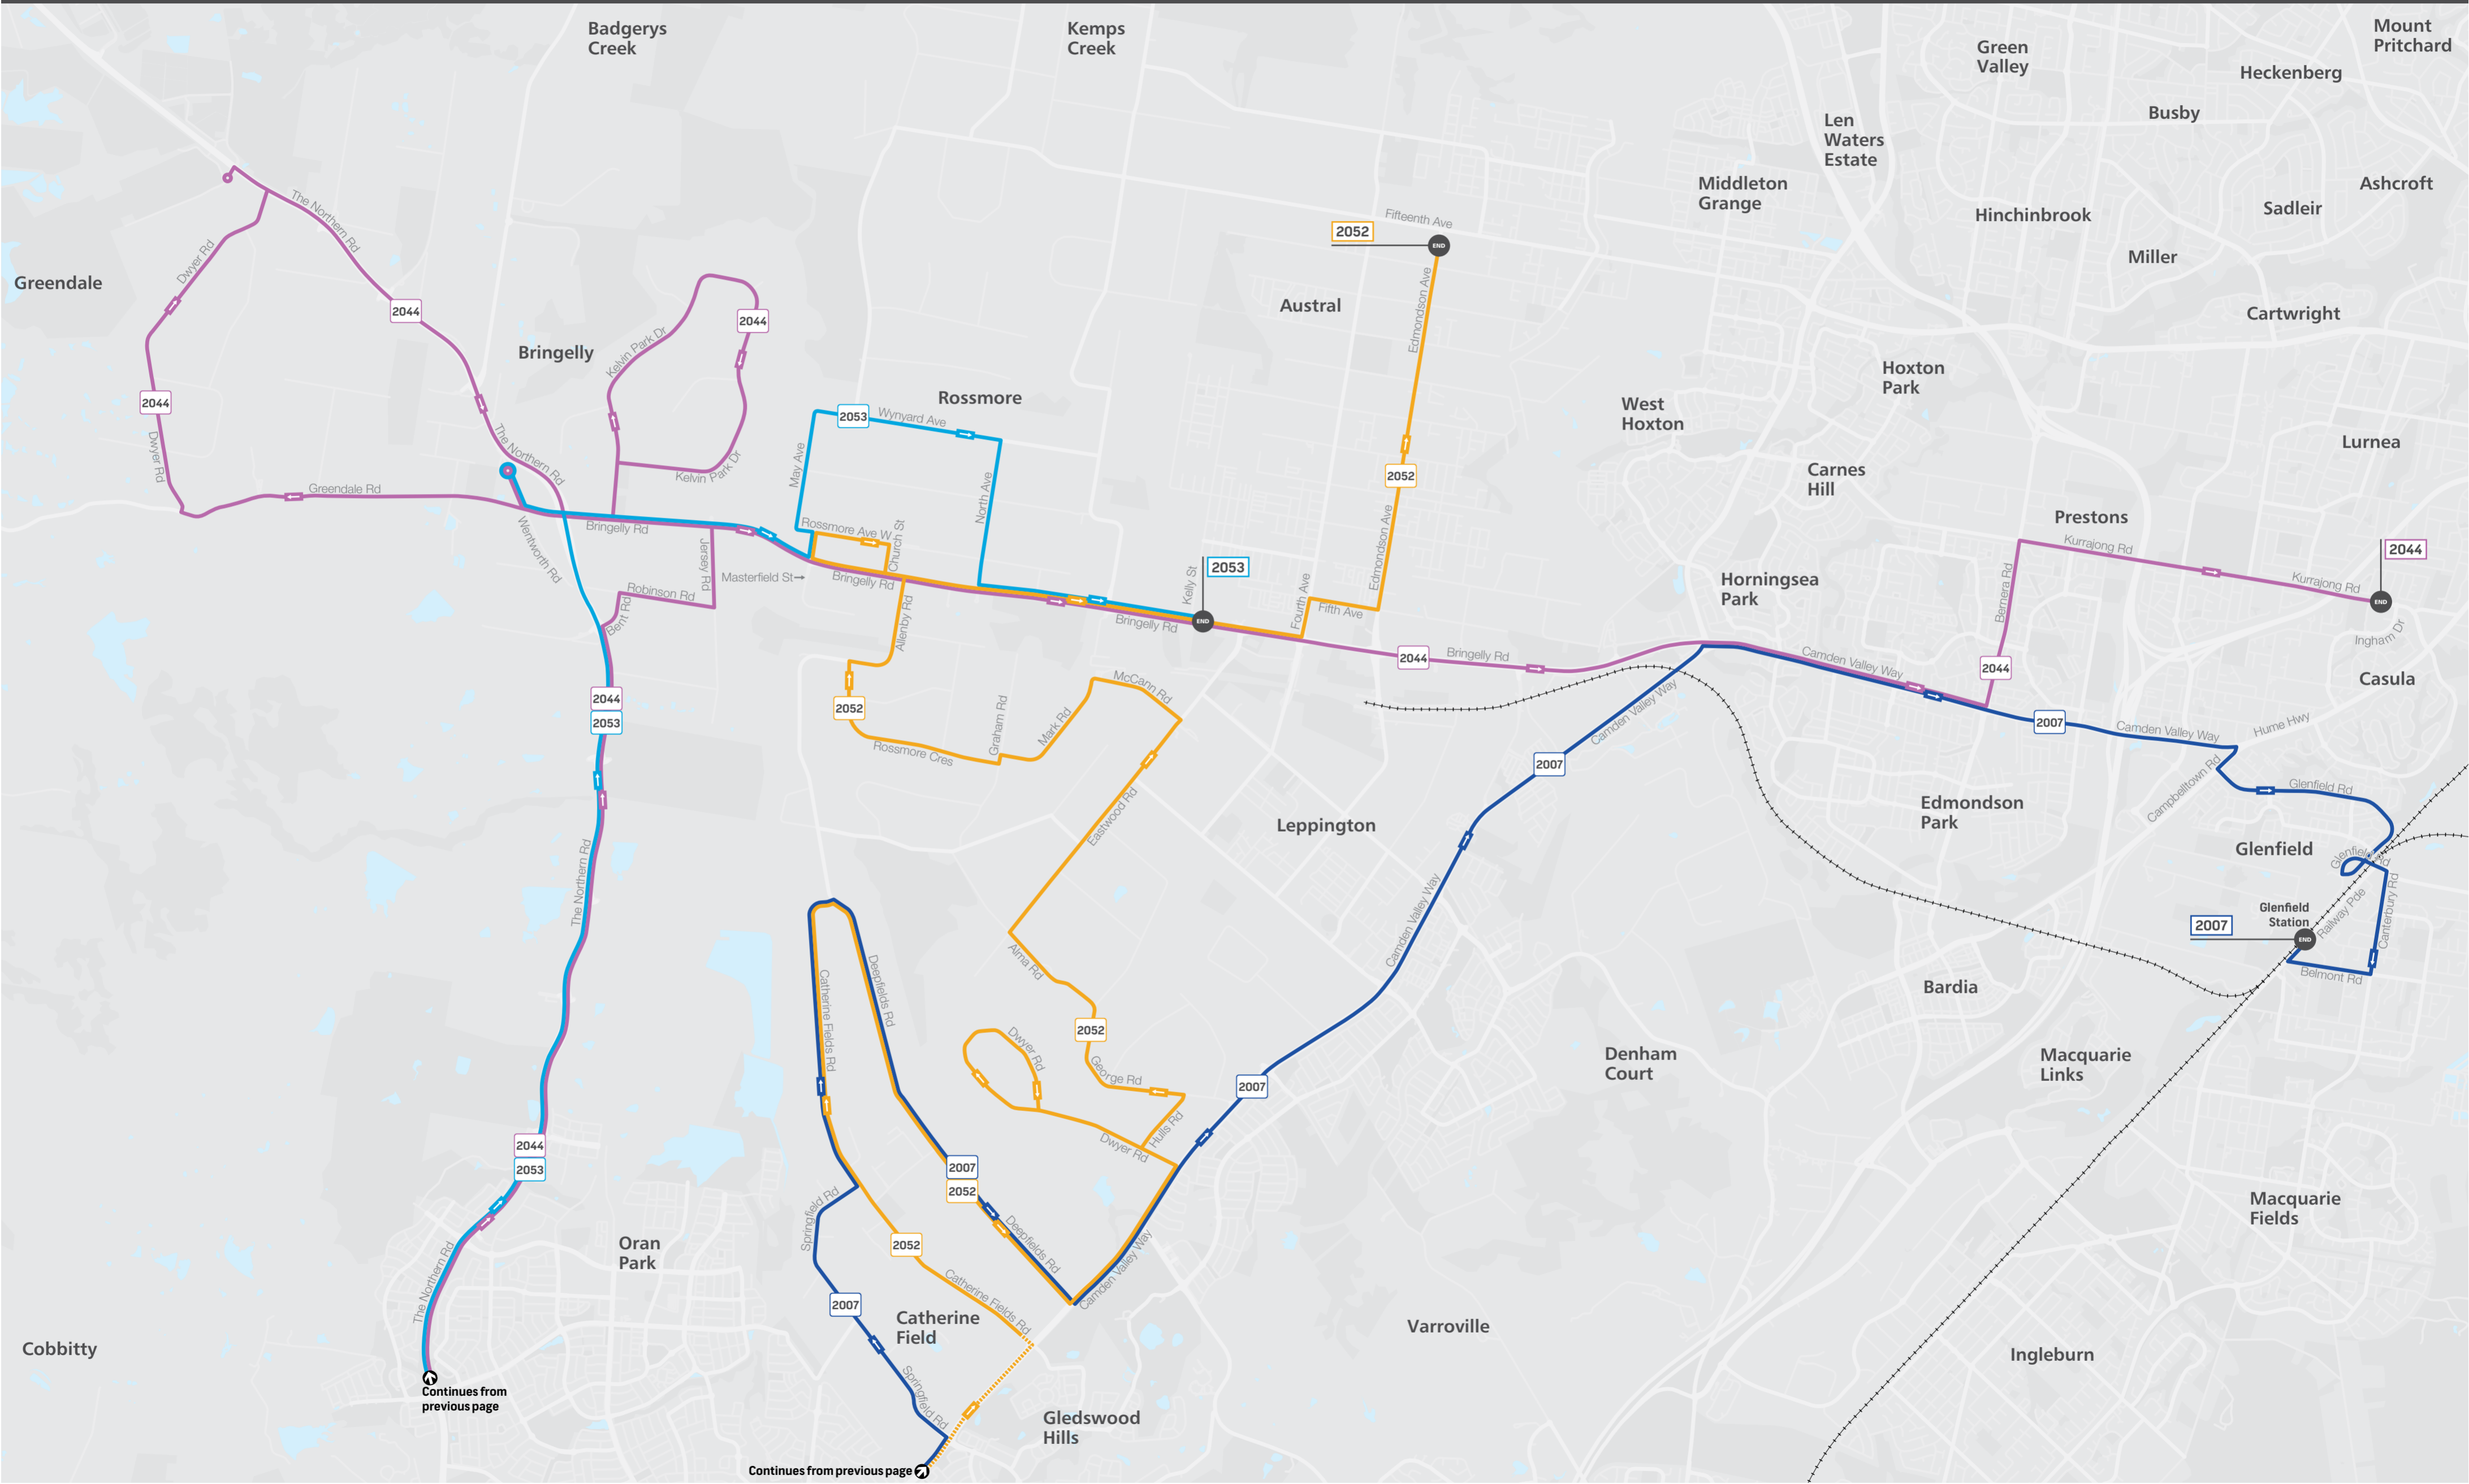 Badgerys
Creek
Kemps
Creek
Green
Valley
Mount
Pritchard
Heckenberg
Busby
Len
Waters
Estate
Middleton
Grange
Ashcroft
Hinchinbrook
Sadleir
Miller
The Northern Rd
Fifteenth Ave
2052
END
Dwyer Rd
Greendale
2044
2044
Edmondson Ave
Austral
Cartwright
Bringelly
Kelvin Park Dr
Hoxton
Park
2044
Rossmore
West
Hoxton
2053
Wynyard Ave
Lurnea
Dwyer Rd
The Northern Rd
May Ave
Kelvin Park Dr
2052
Carnes
Hill
Greendale Rd
North Ave
Prestons
Wentworth Rd
Bringelly Rd
Rossmore Ave W
Church St
Edmondson Ave
Kurrajong Rd
2044
Jersey Rd
Masterfield St→
Bringelly Rd
Kelly St
2053
Horningsea
Park
Bernera Rd
Kurrajong Rd
END
Robinson Rd
Bent Rd
Allenby Rd
Bringelly Rd
END
Fourth Ave
Fifth Ave
Ingham Dr
2044
Bringelly Rd
Camden Valley Way
2044
Casula
2044
2053
2052
McCann Rd
Camden Valley Way
2007
Camden Valley Way
Hume Hwy
Rossmore Cres
Graham Rd
Mark Rd
2007
Campbelltown Rd
Glenfield Rd
Edmondson
Park
Eastwood Rd
Leppington
Glenfield
Glenfield Rd
The Northern Rd
Camden Valley Way
Glenfield
Station
Railway Pde
Canterbury Rd
2007
END
Belmont Rd
Catherine Fields Rd
Deepfields Rd
Alma Rd
Bardia
2052
Dwyer Rd
George Rd
Denham
Court
Macquarie
Links
2007
2044
2053
Hulls Rd
Dwyer Rd
2007
2052
Springfield Rd
Macquarie
Fields
Oran
Park
2052
Deepfields Rd
Camden Valley Way
The Northern Rd
Catherine Fields Rd
2007
Catherine
Field
Varroville
Cobbitty
Ingleburn
Continues from
previous page
Springfield Rd
Gledswood
Hills
Continues from previous page